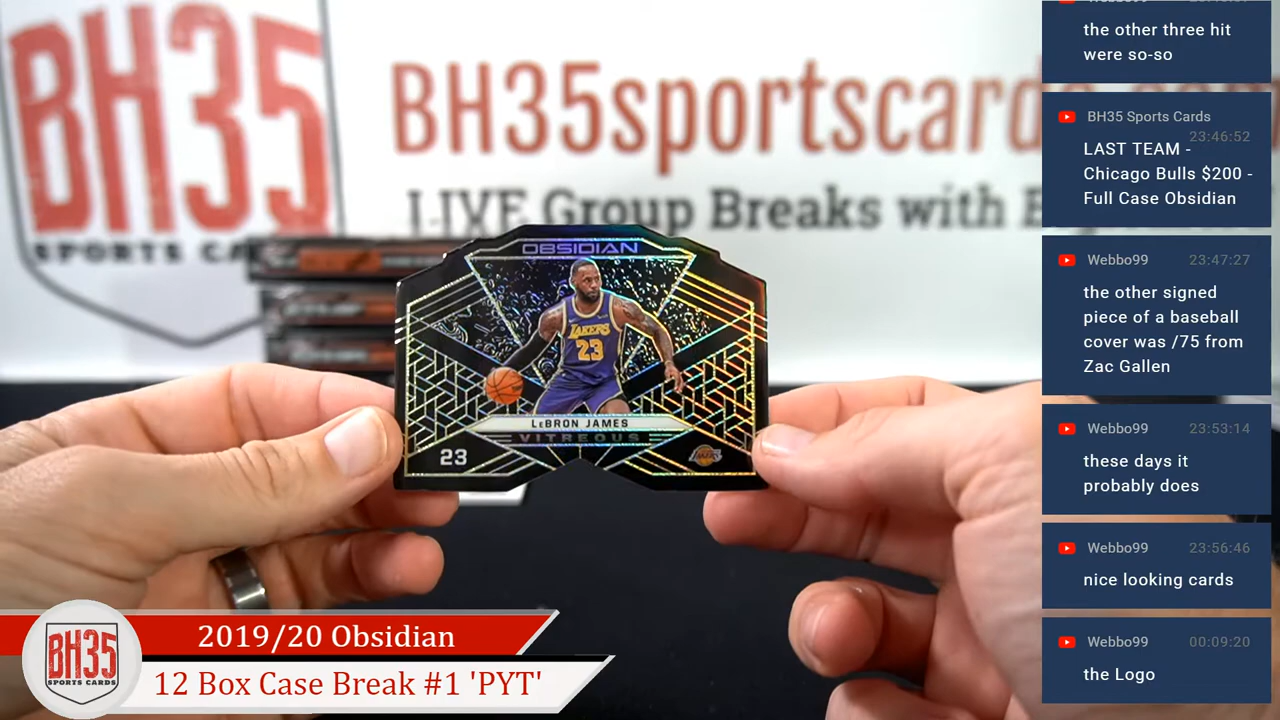 BH35
SPORTS CA
BH35sportscard
LIVE Group Breaks with
OBSIDIAN
LAKERS
23
LeBRON JAMES
VITREOUS
23
LAKERS
2019/20 Obsidian
12 Box Case Break #1 'PYT'
BH35
SPORTS CARDS
the other three hit
were so-so
BH35 Sports Cards
23:46:52
LAST TEAM -
Chicago Bulls $200 -
Full Case Obsidian
Webbo99 23:47:27
the other signed
piece of a baseball
cover was /75 from
Zac Gallen
Webbo99 23:53:14
these days it
probably does
Webbo99 23:56:46
nice looking cards
Webbo99 00:09:20
the Logo